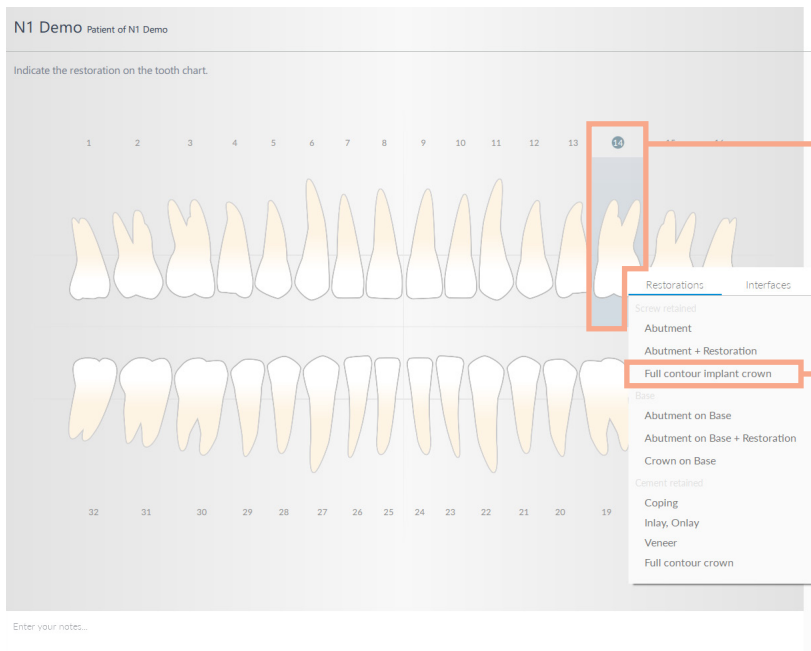 N1 Demo Patient of N1 Demo
Indicate the restoration on the tooth chart.
1 2 3 4 5 6 7 8 9 10 11 12 13 14
Restorations Interfaces
Screw retained
Abutment
Abutment + Restoration
Full contour implant crown
Base
Abutment on Base
Abutment on Base + Restoration
Crown on Base
Cement retained
Coping
Inlay, Onlay
Veneer
Full contour crown
32 31 30 29 28 27 26 25 24 23 22 21 20 19
Enter your notes...